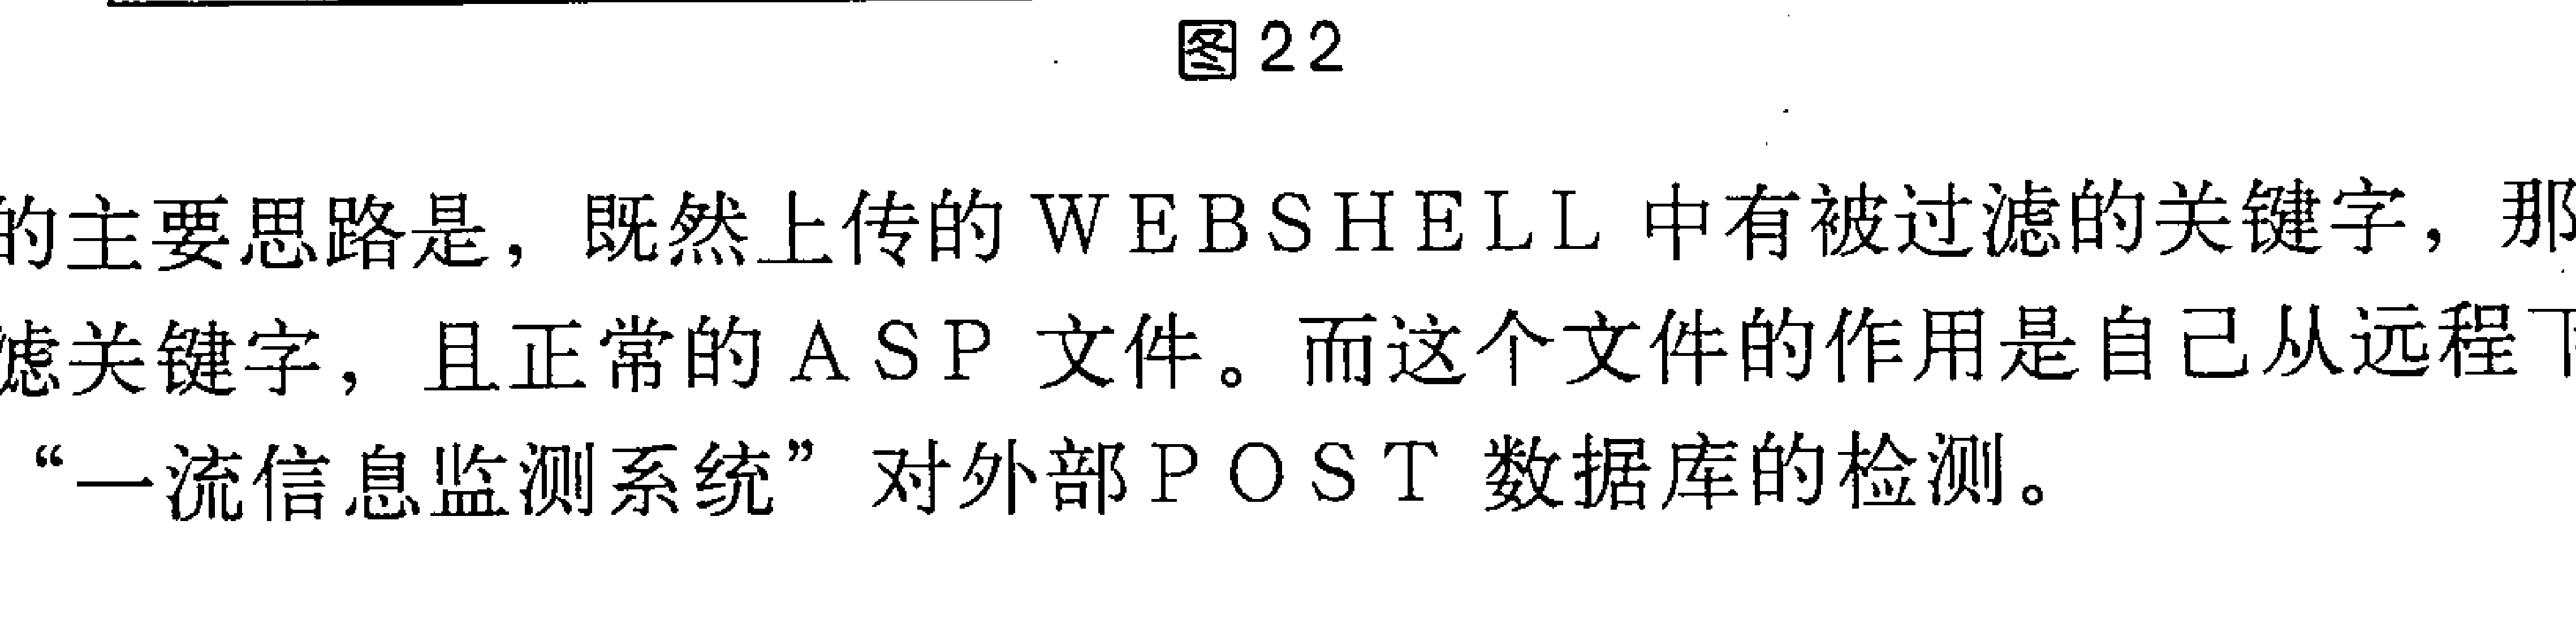 图22
的主要思路是，既然上传的WEBSHELL中有被过滤的关键字，那
滤关键字，且正常的ASP文件。而这个文件的作用是自己从远程下
“一流信息监测系统”对外部POST数据库的检测。